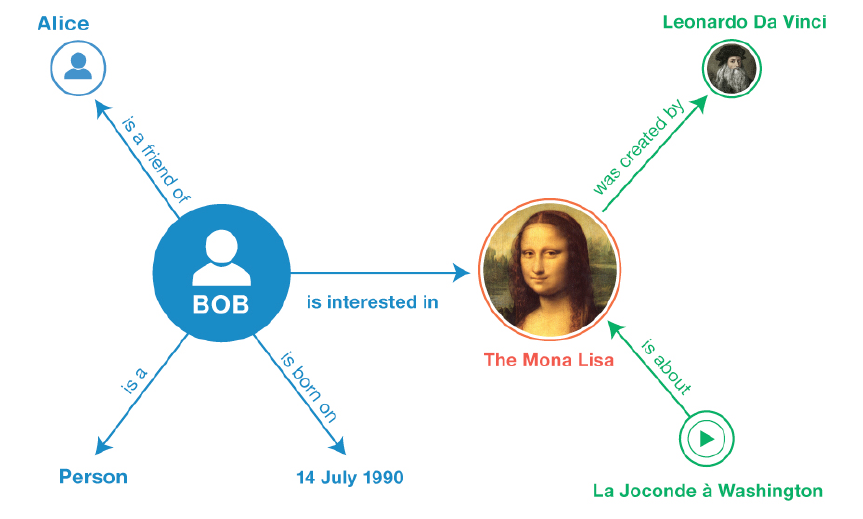 Alice
Leonardo Da Vinci
is a friend of
was created by
BOB
is interested in
The Mona Lisa
is a
is born on
is about
Person
14 July 1990
La Joconde à Washington